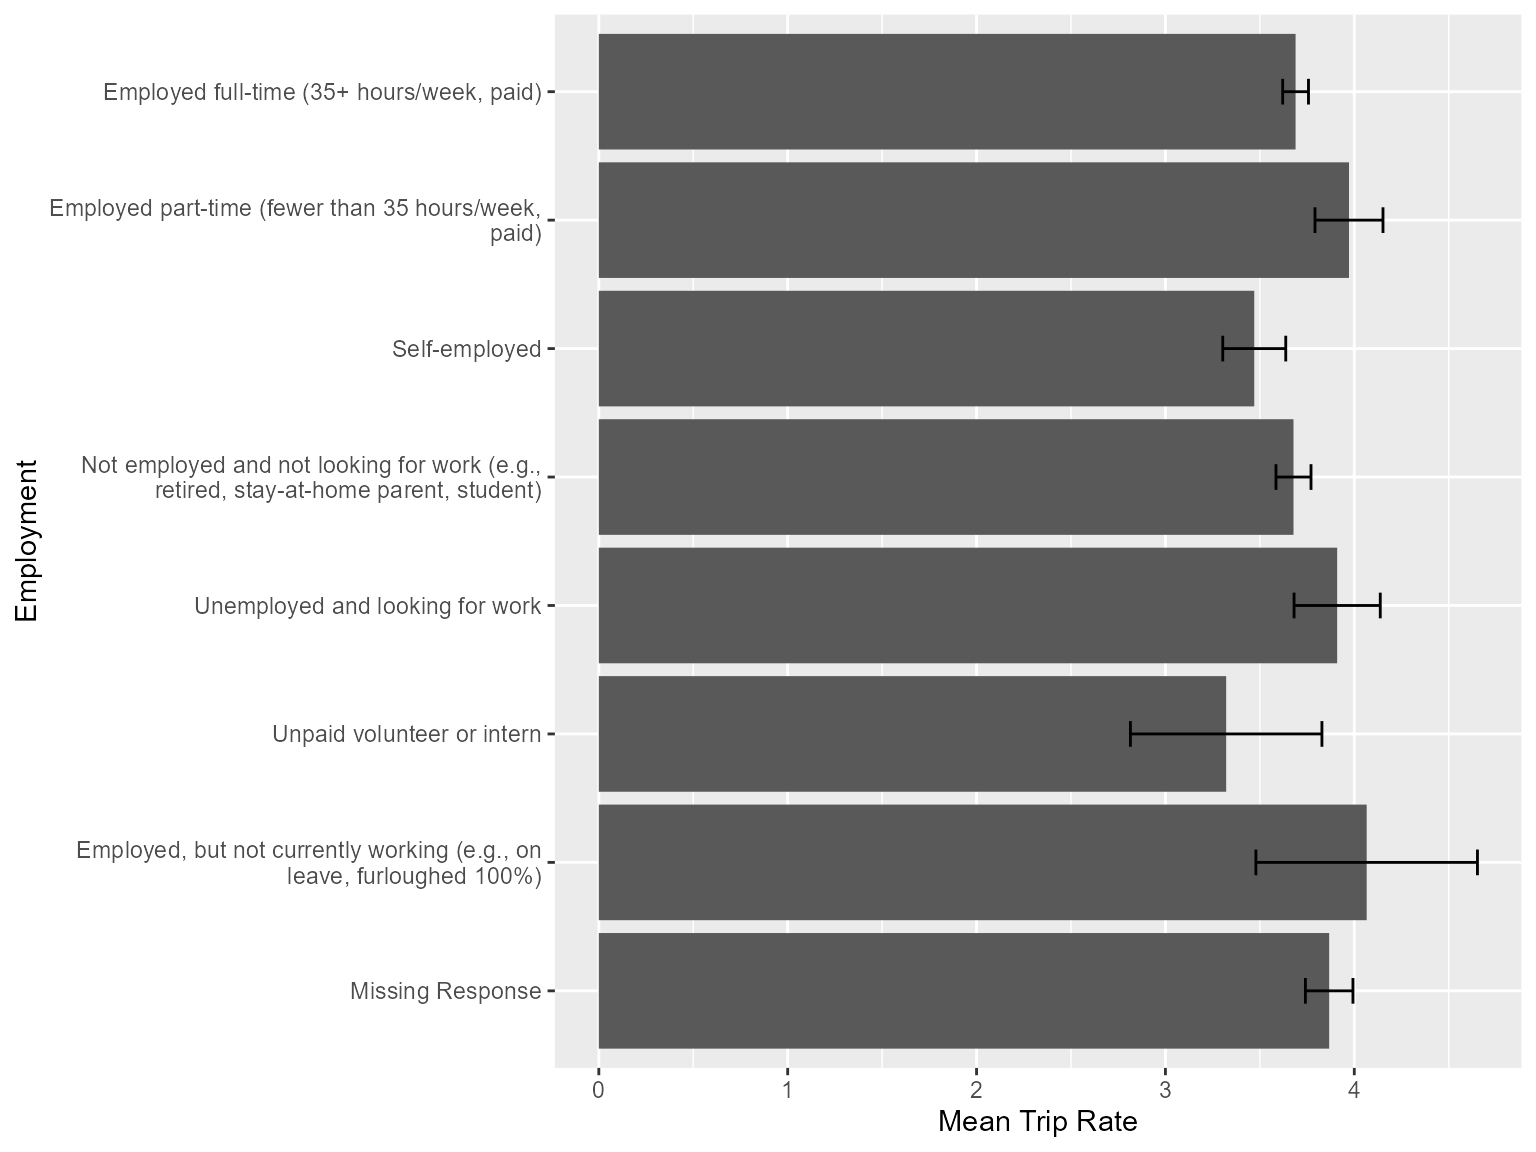 Employed full-time (35+ hours/week, paid)
Employed part-time (fewer than 35 hours/week,
paid)
Self-employed
Not employed and not looking for work (e.g.,
retired, stay-at-home parent, student)
Unemployed and looking for work
Unpaid volunteer or intern
Employed, but not currently working (e.g., on
leave, furloughed 100%)
Missing Response
Employment
0 1 2 3 4
Mean Trip Rate